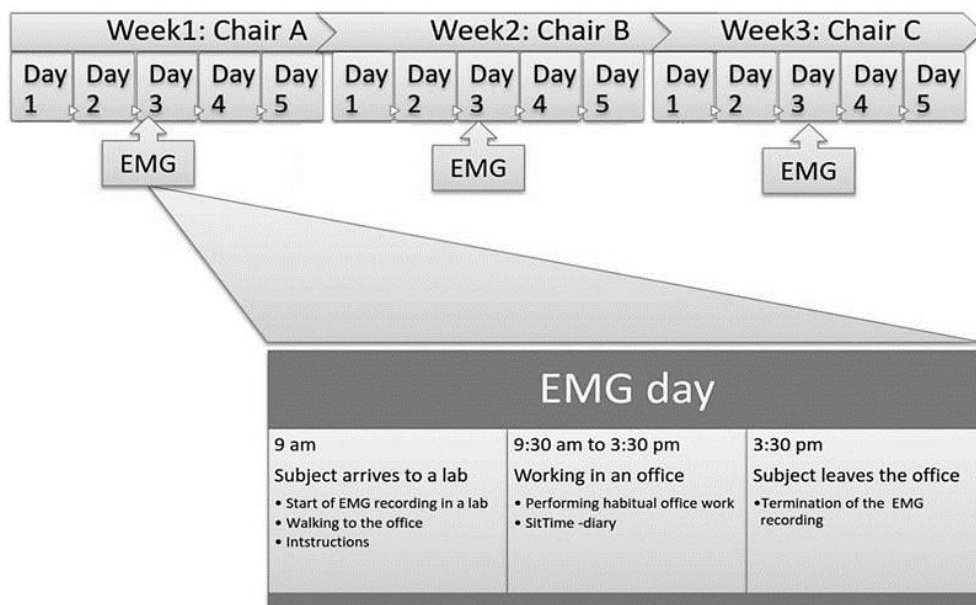 Week1: Chair A
Week2: Chair B
Week3: Chair C
Day 1
Day 2
Day 3
Day 4
Day 5
Day 1
Day 2
Day 3
Day 4
Day 5
Day 1
Day 2
Day 3
Day 4
Day 5
EMG
EMG
EMG
EMG day
9 am
Subject arrives to a lab
• Start of EMG recording in a lab
• Walking to the office
• Intstructions
9:30 am to 3:30 pm
Working in an office
• Performing habitual office work
• SitTime -diary
3:30 pm
Subject leaves the office
•Termination of the EMG
recording